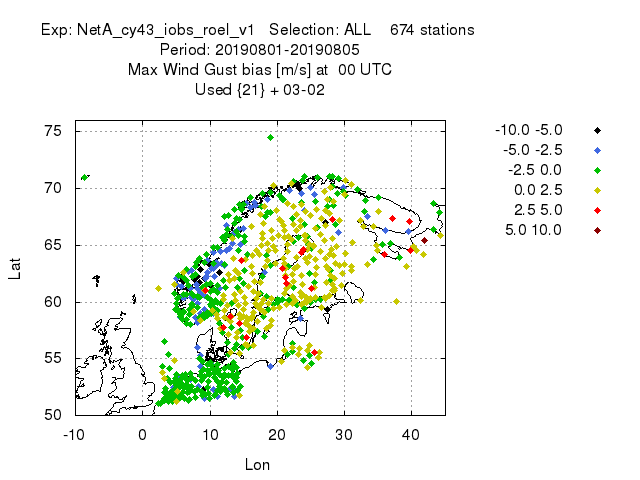 Exp: NetA_cy43_iobs_roel_v1   Selection: ALL    674 stations
Period: 20190801-20190805
Max Wind Gust bias [m/s] at  00 UTC
Used {21} + 03-02
75
70
65
60
55
50
Lat
-10 0 10 20 30 40
Lon
-10.0 -5.0
-5.0 -2.5
-2.5 0.0
0.0 2.5
2.5 5.0
5.0 10.0